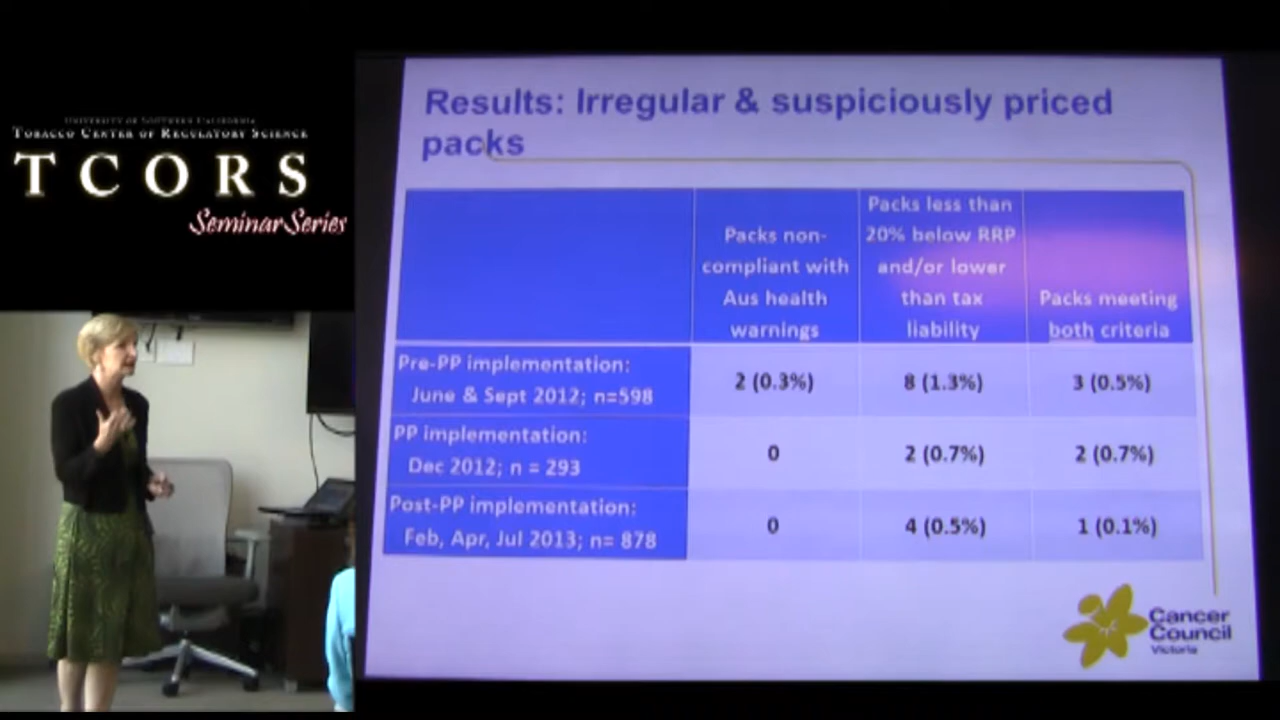 UNIVERSITY OF SOUTHERN CALIFORNIA
TOBACCO CENTER OF REGULATORY SCIENCE
TCORS
Seminar Series
Results: Irregular & suspiciously priced
packs
Packs non-
compliant with
Aus health
warnings
Packs less than
20% below RRP
and/or lower
than tax
liability
Packs meeting
both criteria
Pre-PP implementation:
June & Sept 2012; n=598
2 (0.3%)
8 (1.3%)
3 (0.5%)
PP implementation:
Dec 2012; n = 293
0
2 (0.7%)
2 (0.7%)
Post-PP implementation:
Feb, Apr, Jul 2013; n= 878
0
4 (0.5%)
1 (0.1%)
Cancer
Council
Victoria